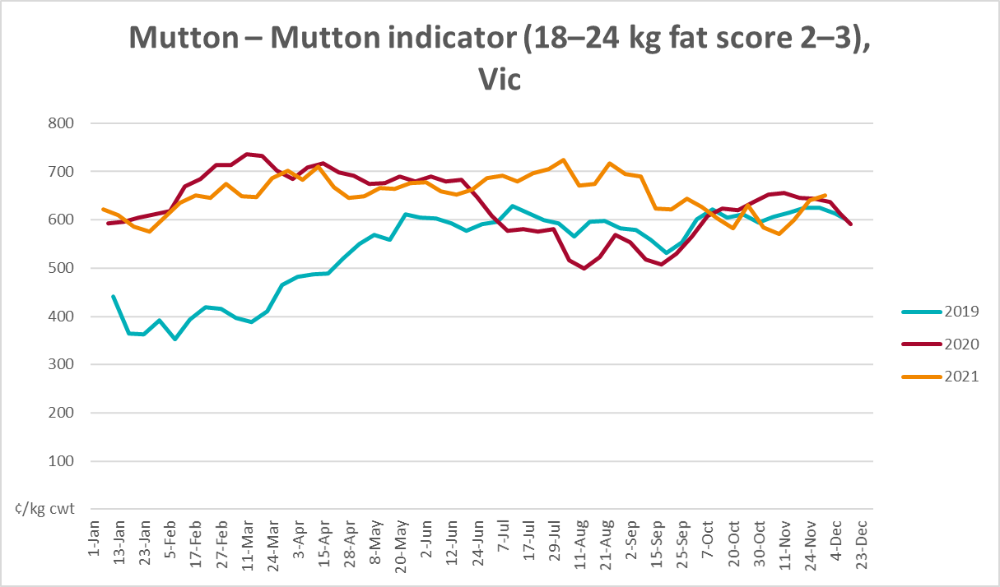 Mutton – Mutton indicator (18–24 kg fat score 2–3),
Vic
800
700
600
500
400
300
200
100
¢/kg cwt
1-Jan
13-Jan
23-Jan
5-Feb
17-Feb
27-Feb
11-Mar
24-Mar
3-Apr
15-Apr
28-Apr
8-May
20-May
2-Jun
12-Jun
24-Jun
7-Jul
17-Jul
29-Jul
11-Aug
21-Aug
2-Sep
15-Sep
25-Sep
7-Oct
20-Oct
30-Oct
11-Nov
24-Nov
4-Dec
23-Dec
2019
2020
2021